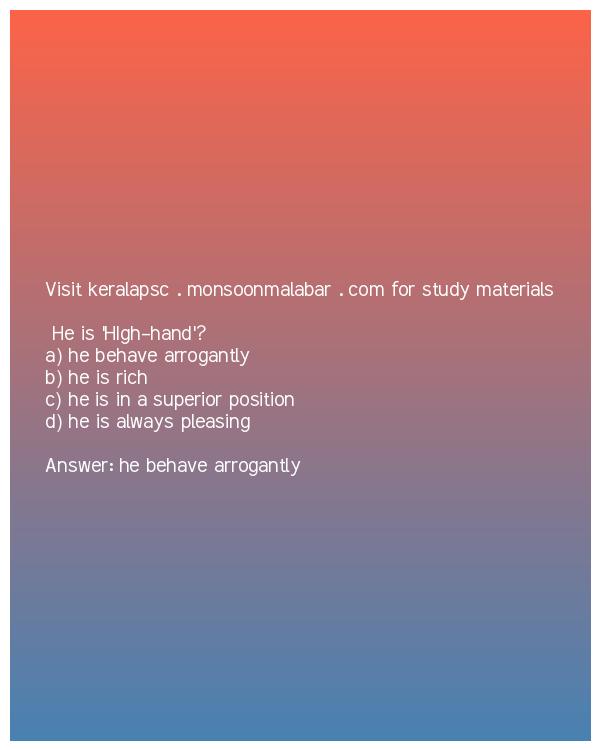 Visit keralapsc . monsoonmalabar . com for study materials
He is 'HIgh-hand'?
a) he behave arrogantly
b) he is rich
c) he is in a superior position
d) he is always pleasing
Answer: he behave arrogantly